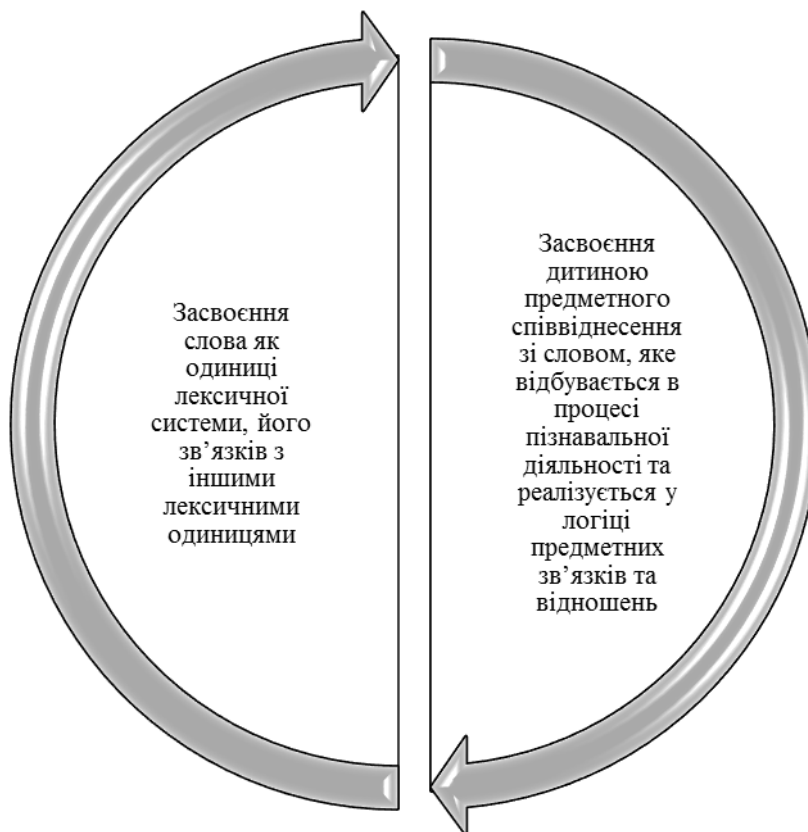 Засвоєння
слова як
одиниці
лексичної
системи, його
зв’язків з
іншими
лексичними
одиницями
Засвоєння
дитиною
предметного
співвіднесення
зі словом, яке
відбувається в
процесі
пізнавальної
діяльності та
реалізується у
логіці
предметних
зв’язків та
відношень